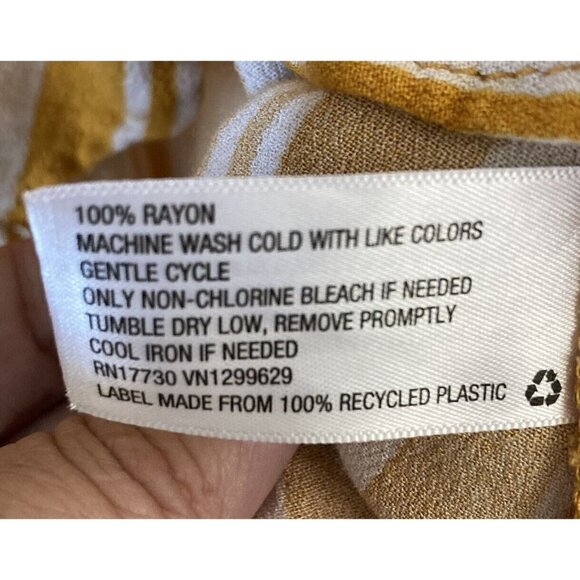 100% RAYON
MACHINE WASH COLD WITH LIKE COLORS
GENTLE CYCLE
ONLY NON-CHLORINE BLEACH IF NEEDED
TUMBLE DRY LOW, REMOVE PROMPTLY
COOL IRON IF NEEDED
RN17730 VN1299629
LABEL MADE FROM 100% RECYCLED PLASTIC